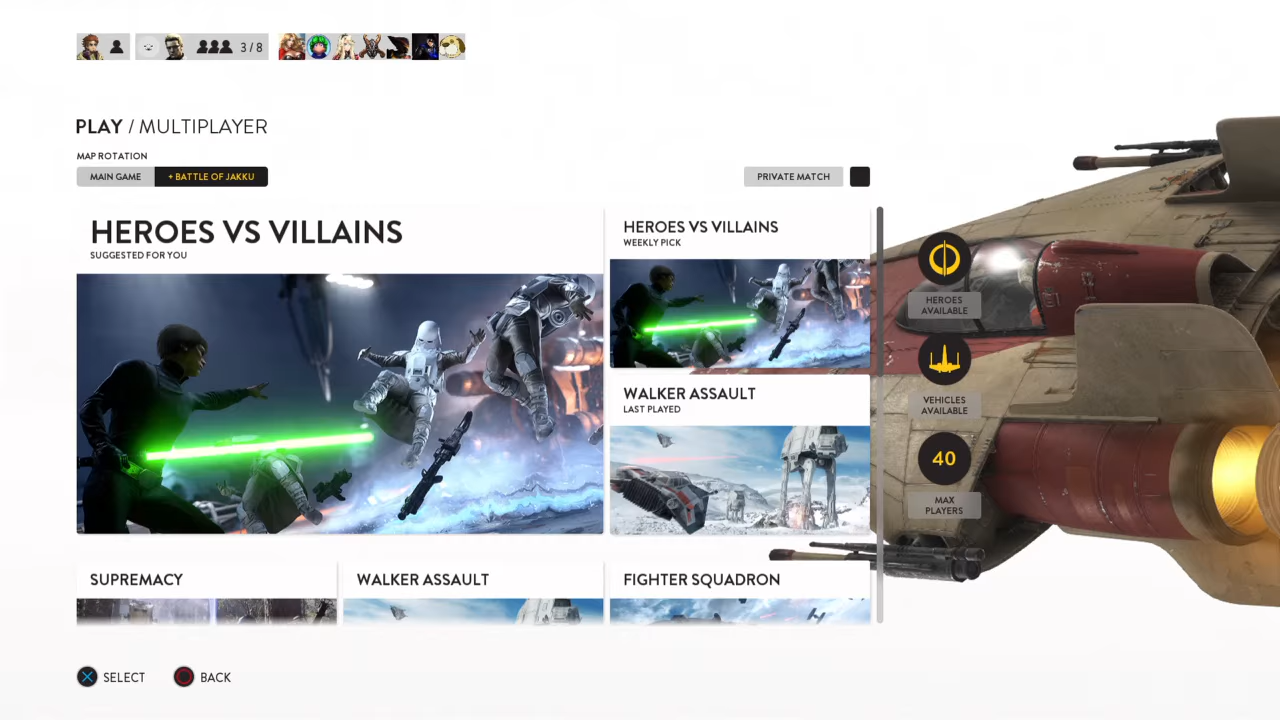 3 / 8
PLAY / MULTIPLAYER
MAP ROTATION
MAIN GAME
+ BATTLE OF JAKKU
PRIVATE MATCH
HEROES VS VILLAINS
SUGGESTED FOR YOU
HEROES VS VILLAINS
WEEKLY PICK
WALKER ASSAULT
LAST PLAYED
HEROES
AVAILABLE
VEHICLES
AVAILABLE
40
MAX
PLAYERS
SUPREMACY
WALKER ASSAULT
FIGHTER SQUADRON
SELECT
BACK